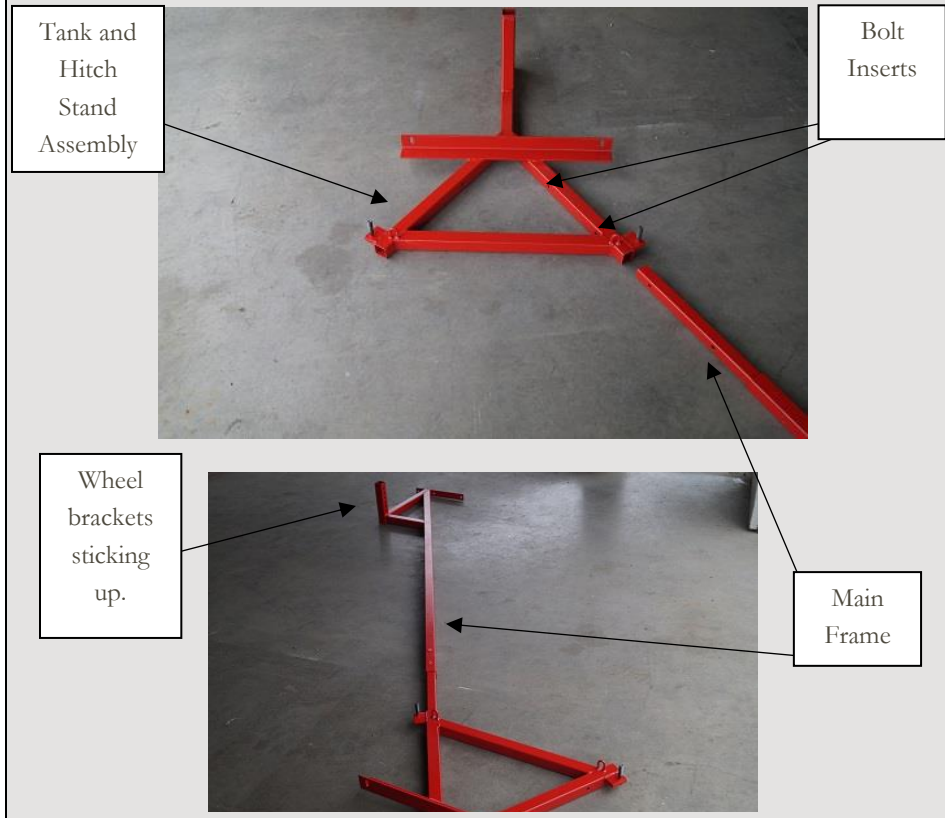 Tank and
Hitch
Stand
Assembly
Bolt
Inserts
Wheel
brackets
sticking
up.
Main
Frame